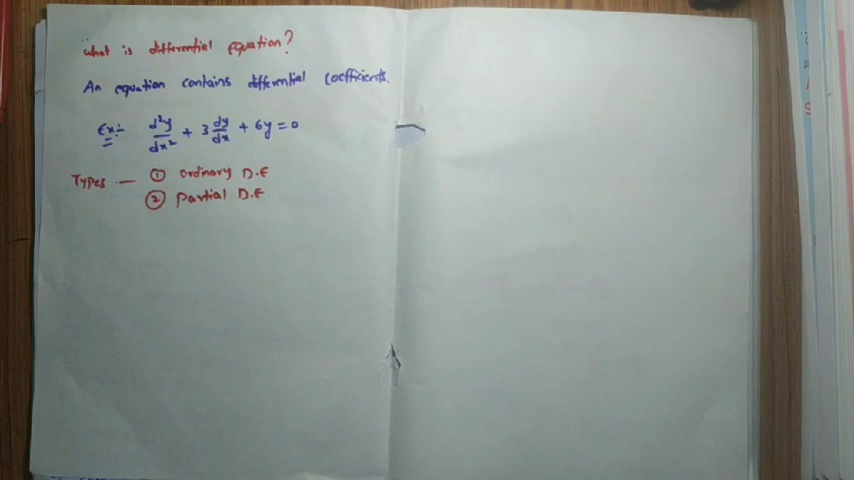 What is differential equation?
An equation contains differential coefficients.
Ex:- d²y/dx² + 3 dy/dx + 6y = 0
Types — ① ordinary D.E
② Partial D.E